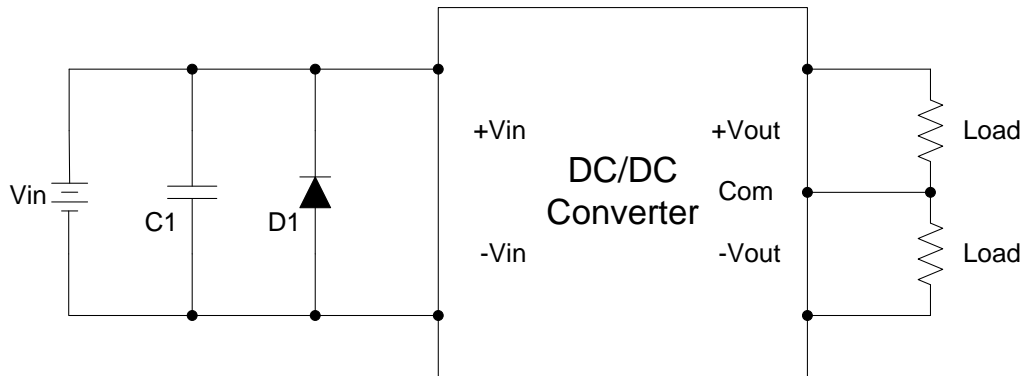 +Vin
+Vout
Load
DC/DC
Converter
Vin
C1
D1
Com
-Vin
-Vout
Load